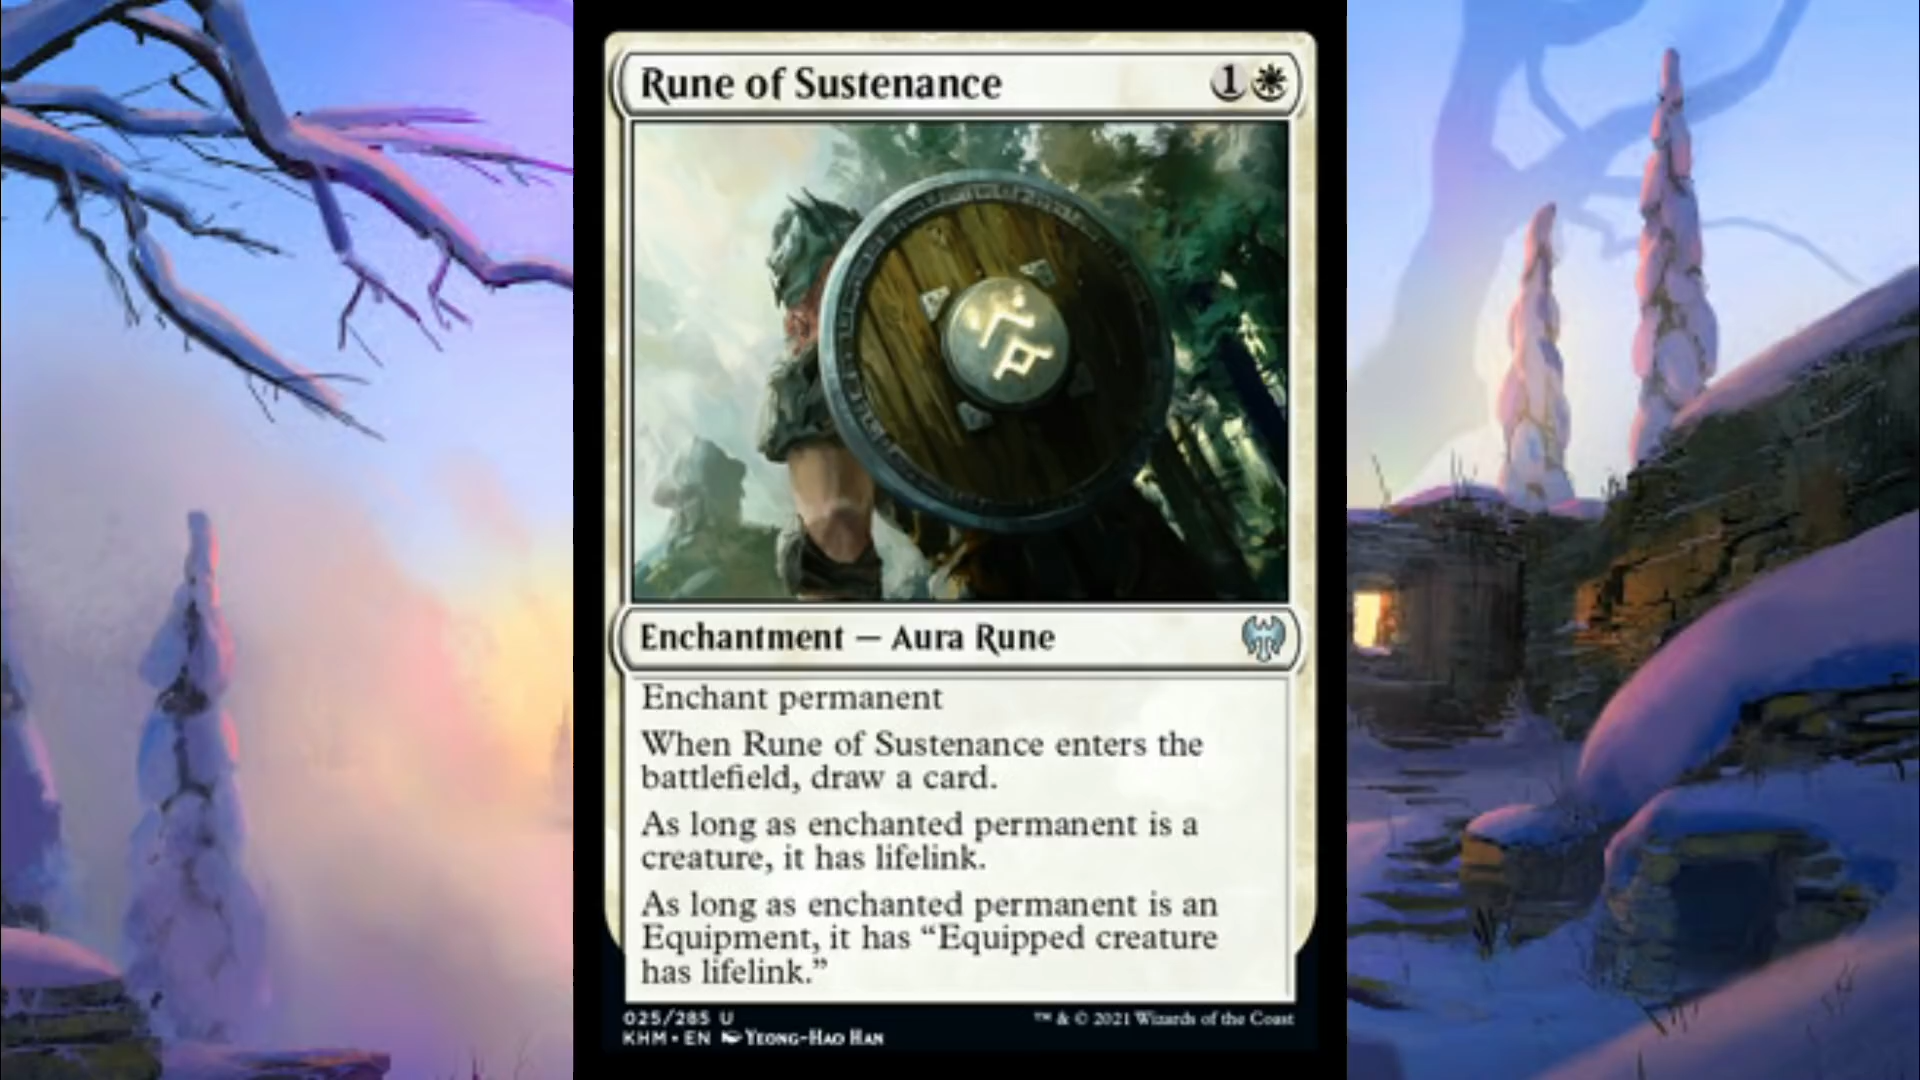 Rune of Sustenance 1
Enchantment — Aura Rune
Enchant permanent
When Rune of Sustenance enters the
battlefield, draw a card.
As long as enchanted permanent is a
creature, it has lifelink.
As long as enchanted permanent is an
Equipment, it has “Equipped creature
has lifelink.”
025/285 U
™ & © 2021 Wizards of the Coast
KHM • EN Yeong-Hao Han